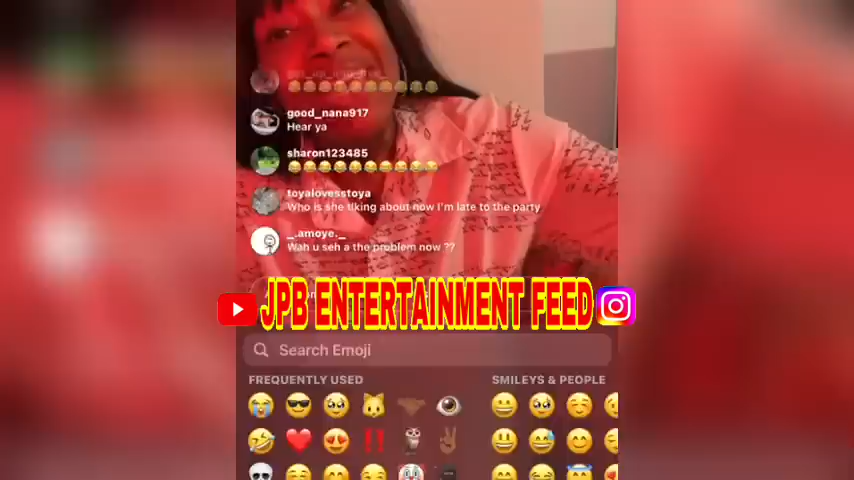 good_nana917
Hear ya
sharon123485
toyalovesstoya
Who is she tlking about now I'm late to the party
_.amoye._
Wah u seh a the problem now ??
JPB ENTERTAINMENT FEED
Search Emoji
FREQUENTLY USED
SMILEYS & PEOPLE